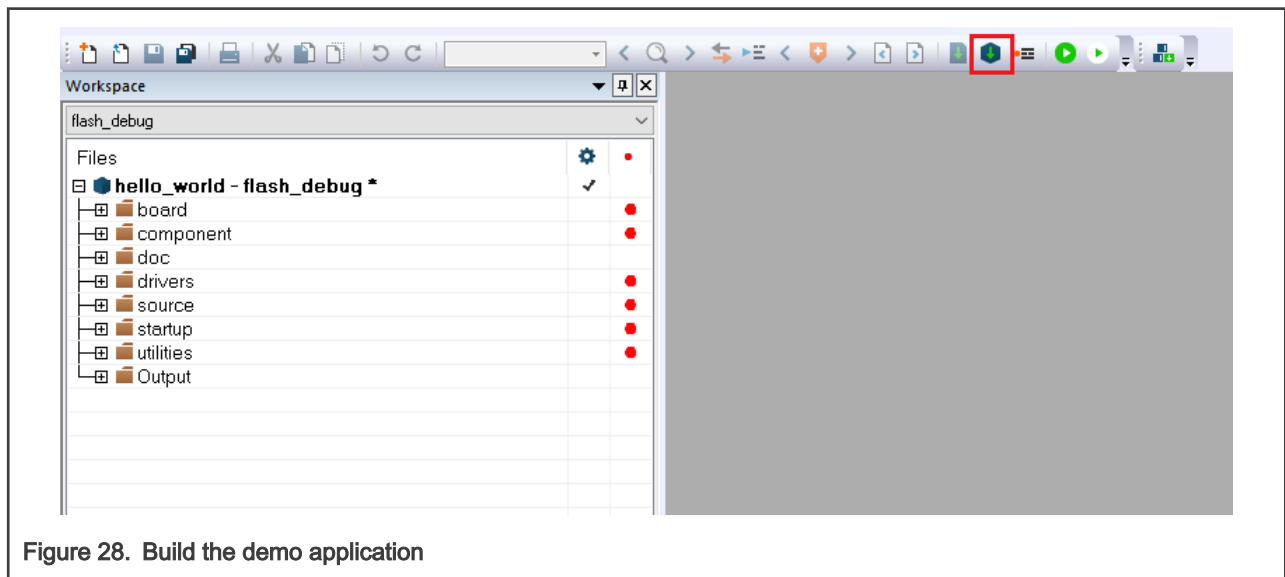 Workspace
flash_debug
Files
hello_world - flash_debug *
board
component
doc
drivers
source
startup
utilities
Output
Figure 28. Build the demo application